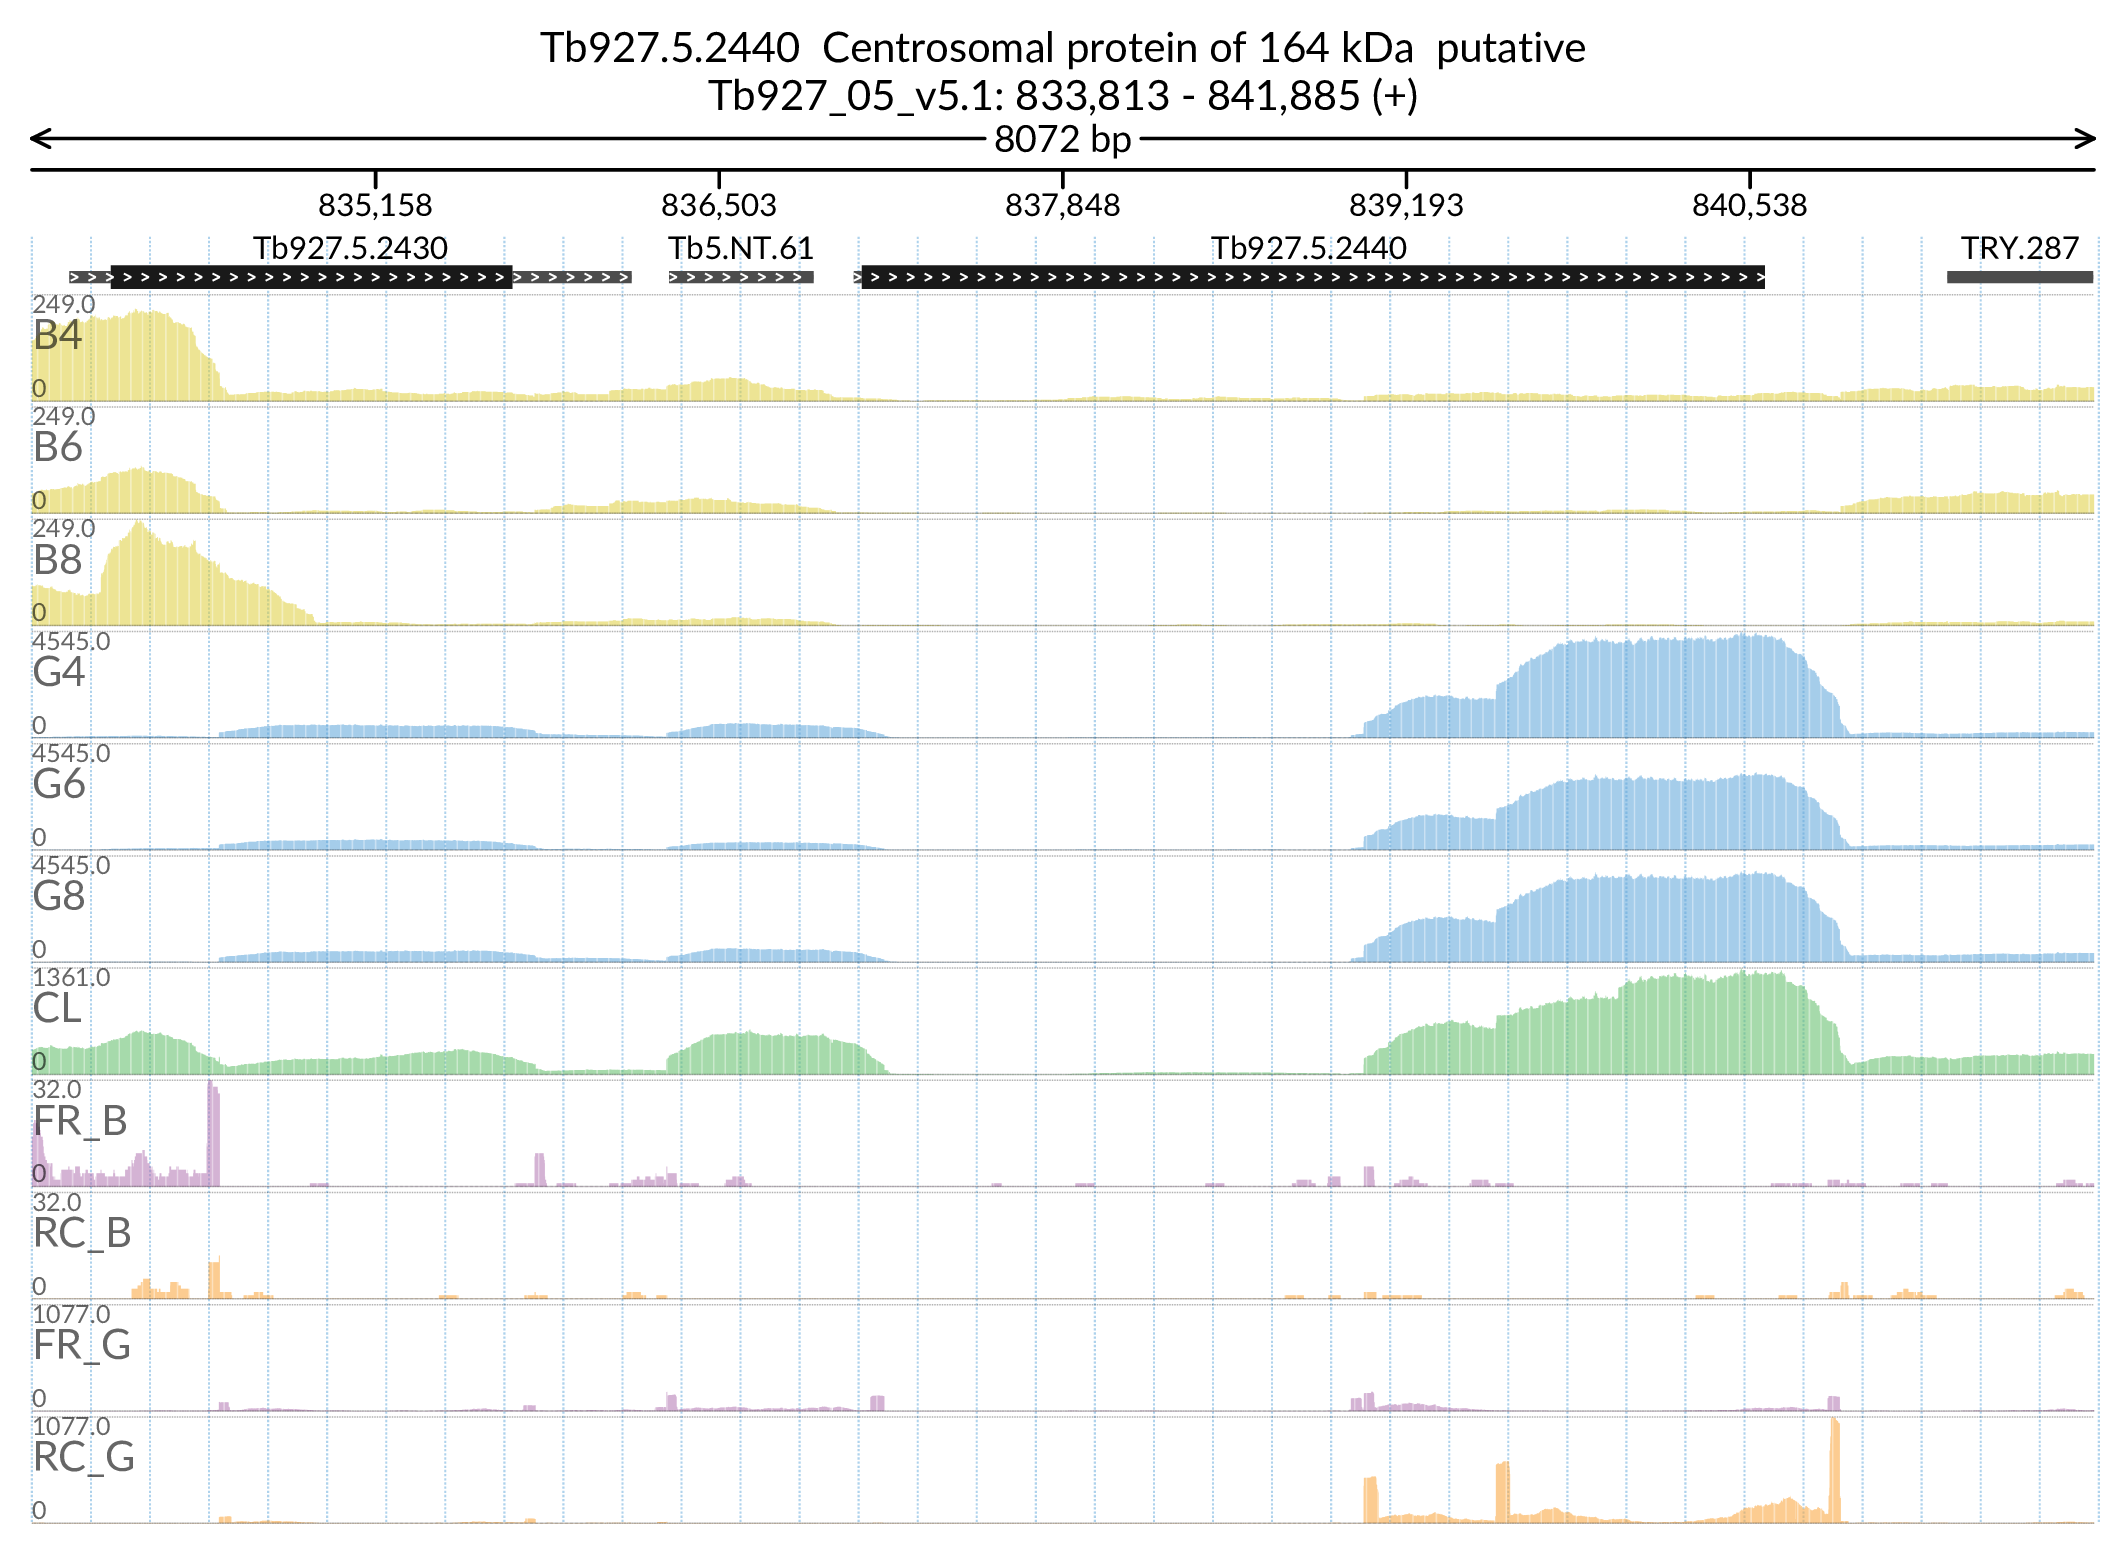 Tb927.5.2440  Centrosomal protein of 164 kDa  putative
Tb927_05_v5.1: 833,813 - 841,885 (+)
8072 bp
835,158 836,503 837,848 839,193 840,538
Tb927.5.2430 Tb5.NT.61 Tb927.5.2440 TRY.287
249.0
B4
0
249.0
B6
0
249.0
B8
0
4545.0
G4
0
4545.0
G6
0
4545.0
G8
0
1361.0
CL
0
32.0
FR_B
0
32.0
RC_B
0
1077.0
FR_G
0
1077.0
RC_G
0